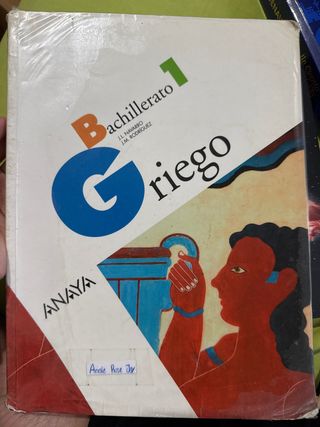 Bachillerato 1
J.L. NAVARRO
J.M. RODRÍGUEZ
Griego
ANAYA